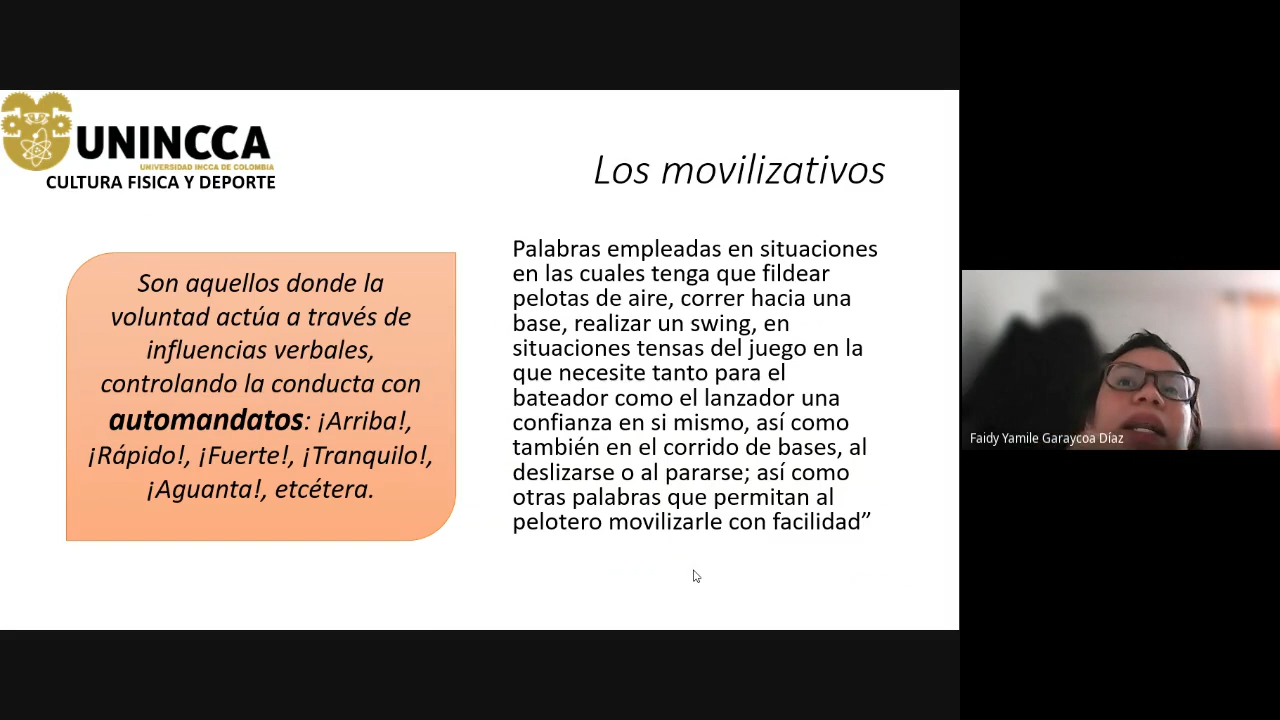 UNINCCA
UNIVERSIDAD INCCA DE COLOMBIA
CULTURA FISICA Y DEPORTE
Los movilizativos
Son aquellos donde la
voluntad actúa a través de
influencias verbales,
controlando la conducta con
automandatos: ¡Arriba!,
¡Rápido!, ¡Fuerte!, ¡Tranquilo!,
¡Aguanta!, etcétera.
Palabras empleadas en situaciones
en las cuales tenga que fildear
pelotas de aire, correr hacia una
base, realizar un swing, en
situaciones tensas del juego en la
que necesite tanto para el
bateador como el lanzador una
confianza en si mismo, así como
también en el corrido de bases, al
deslizarse o al pararse; así como
otras palabras que permitan al
pelotero movilizarle con facilidad”
Faidy Yamile Garaycoa Díaz